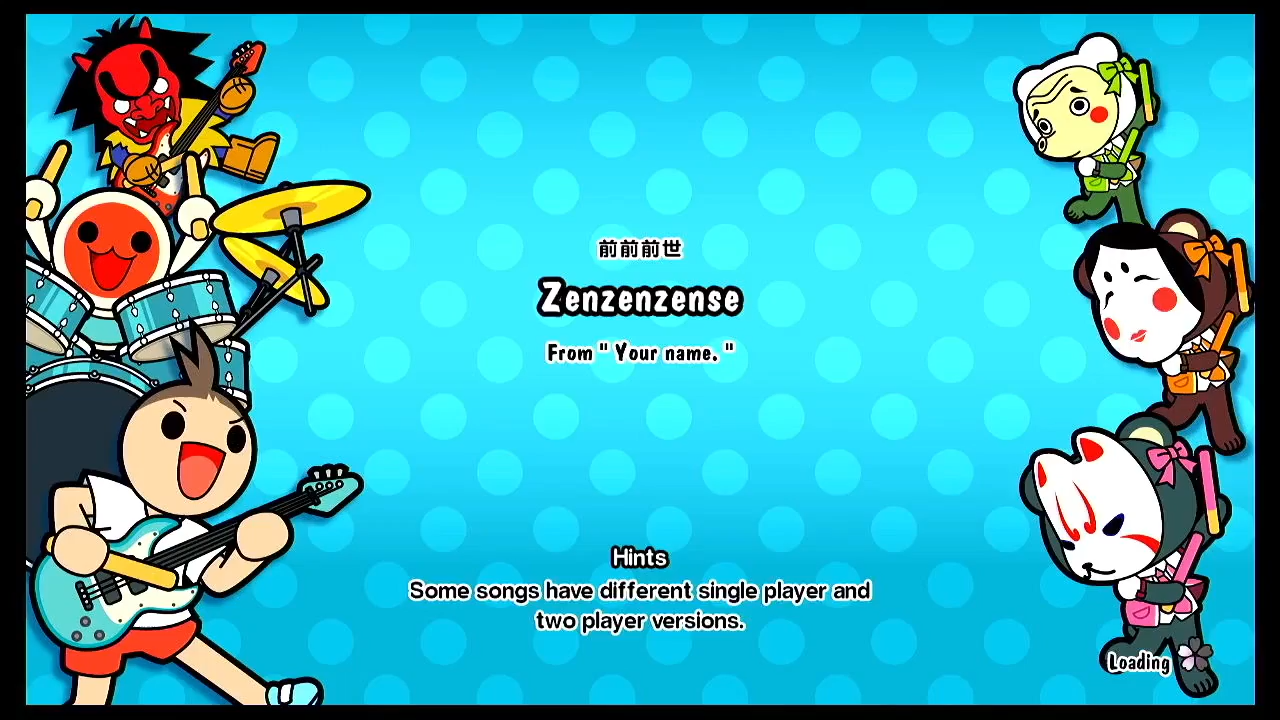 前前前世
Zenzenzense
From " Your name. "
Hints
Some songs have different single player and
two player versions.
Loading